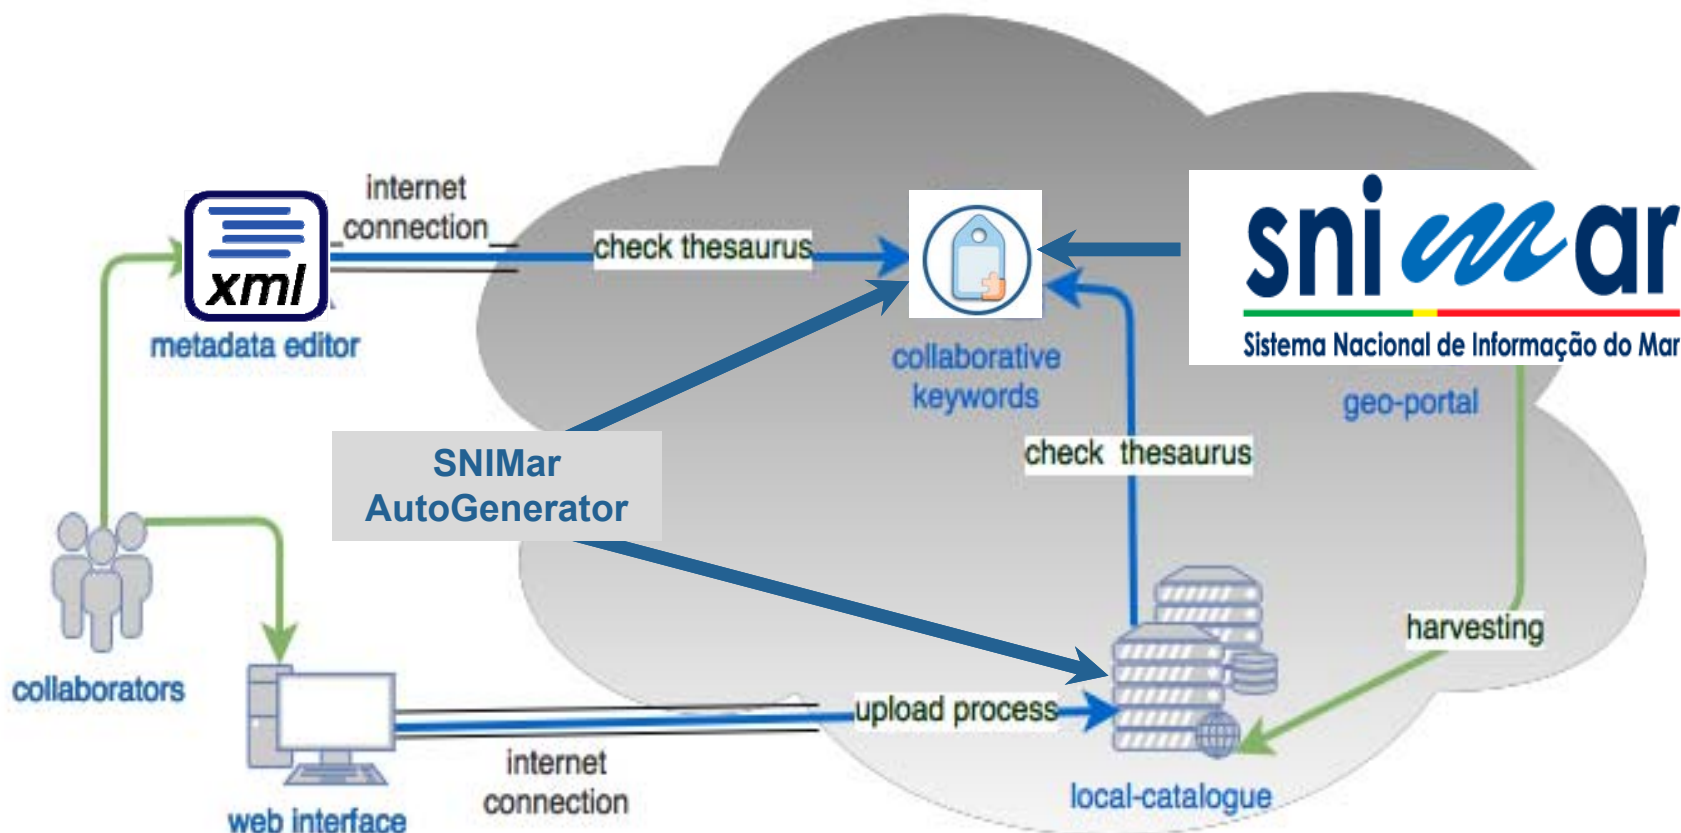 internet
connection
check thesaurus
xml
metadata editor
snimar
Sistema Nacional de Informação do Mar
collaborative
keywords
geo-portal
check thesaurus
SNIMar
AutoGenerator
harvesting
collaborators
upload process
internet
connection
local-catalogue
web interface